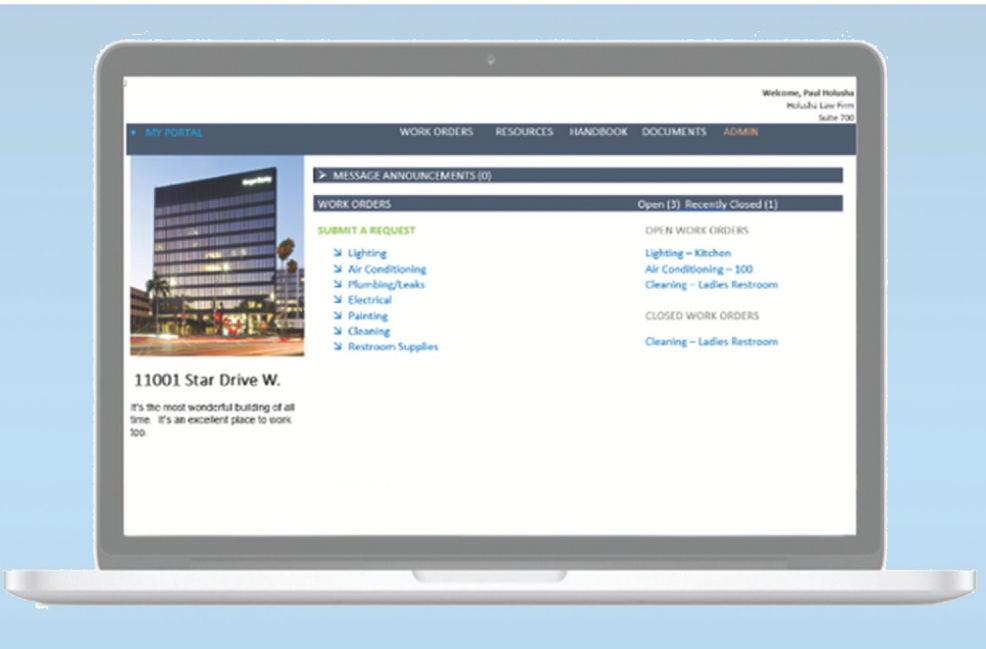 Welcome, Paul Holusha
Holusha Law Firm
Suite 700
MY PORTAL
WORK ORDERS RESOURCES HANDBOOK DOCUMENTS ADMIN
MESSAGE ANNOUNCEMENTS (0)
WORK ORDERS Open (3) Recently Closed (1)
SUBMIT A REQUEST
Lighting
Air Conditioning
Plumbing/Leaks
Electrical
Painting
Cleaning
Restroom Supplies
OPEN WORK ORDERS
Lighting – Kitchen
Air Conditioning – 100
Cleaning – Ladies Restroom
CLOSED WORK ORDERS
Cleaning – Ladies Restroom
11001 Star Drive W.
It's the most wonderful building of all
time. It's an excellent place to work
too.